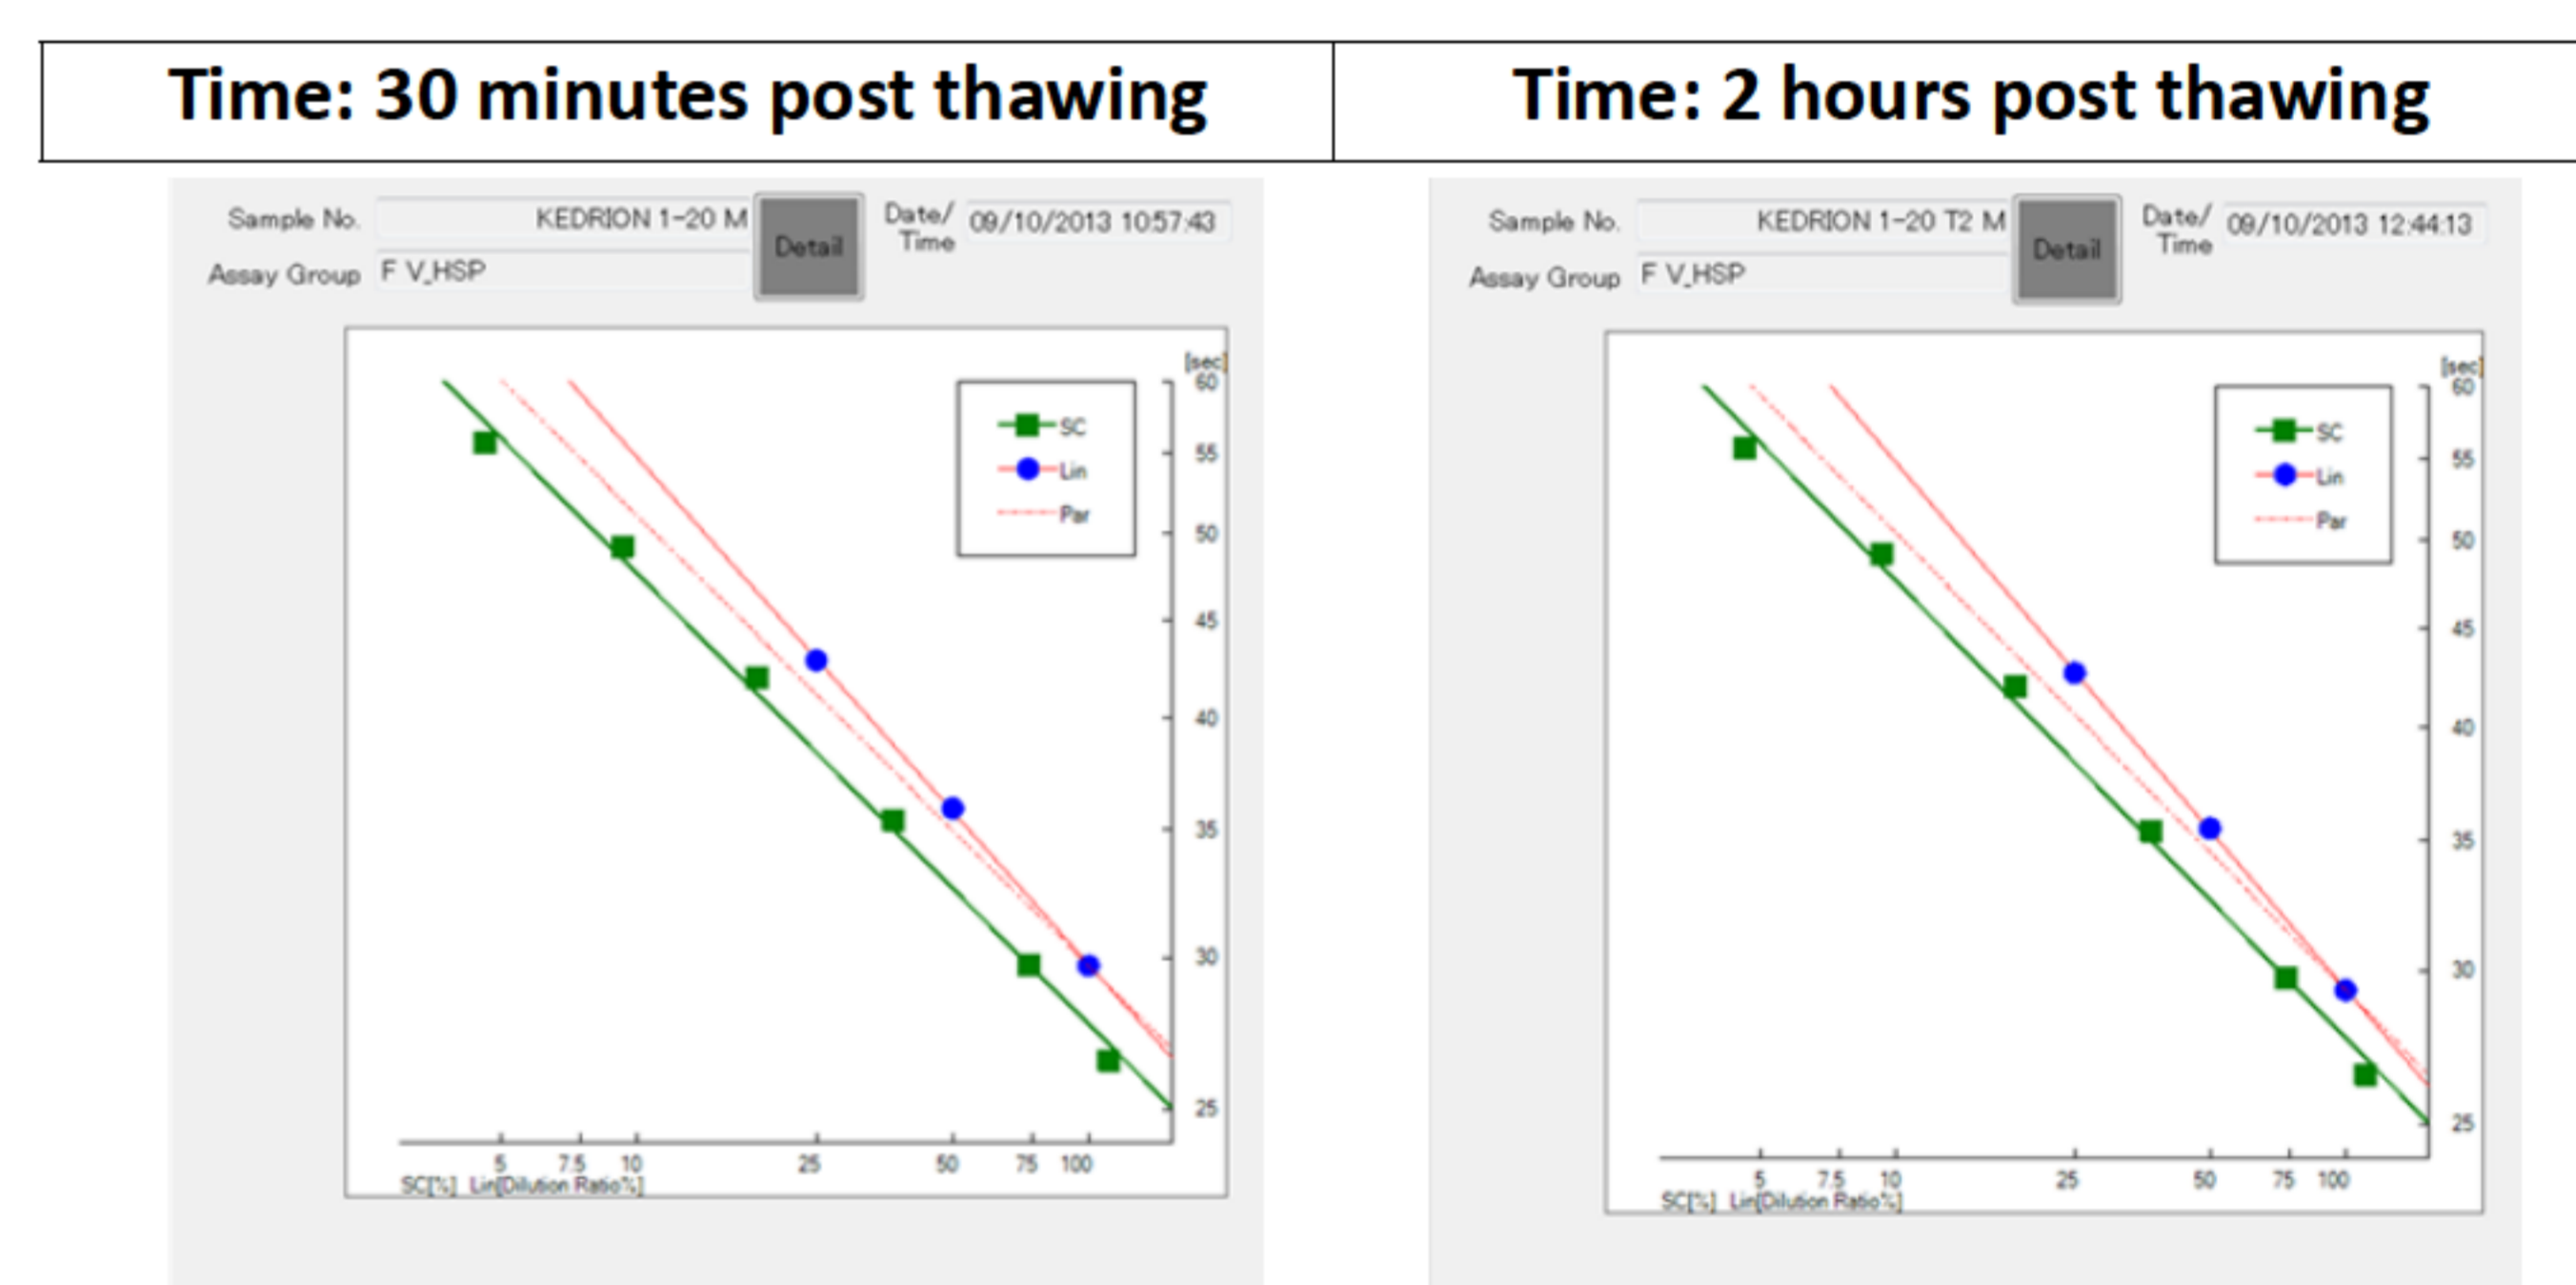 Time: 30 minutes post thawing
Time: 2 hours post thawing
Sample No. KEDRION 1-20 M Detail Date/Time 09/10/2013 10:57:43
Assay Group F V_HSP
[sec]
60
55
50
45
40
35
30
25
SC
Lin
Par
5 7.5 10 25 50 75 100
SC[%] Lin[Dilution Ratio%]
Sample No. KEDRION 1-20 T2 M Detail Date/Time 09/10/2013 12:44:13
Assay Group F V_HSP
[sec]
60
55
50
45
40
35
30
25
SC
Lin
Par
5 7.5 10 25 50 75 100
SC[%] Lin[Dilution Ratio%]